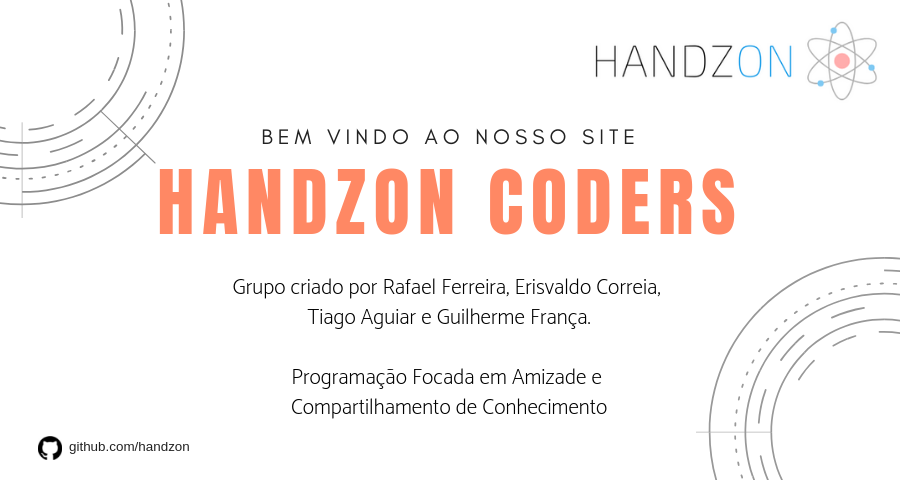 HANDZON
BEM VINDO AO NOSSO SITE
HANDZON CODERS
Grupo criado por Rafael Ferreira, Erisvaldo Correia,
Tiago Aguiar e Guilherme França.
Programação Focada em Amizade e
Compartilhamento de Conhecimento
github.com/handzon